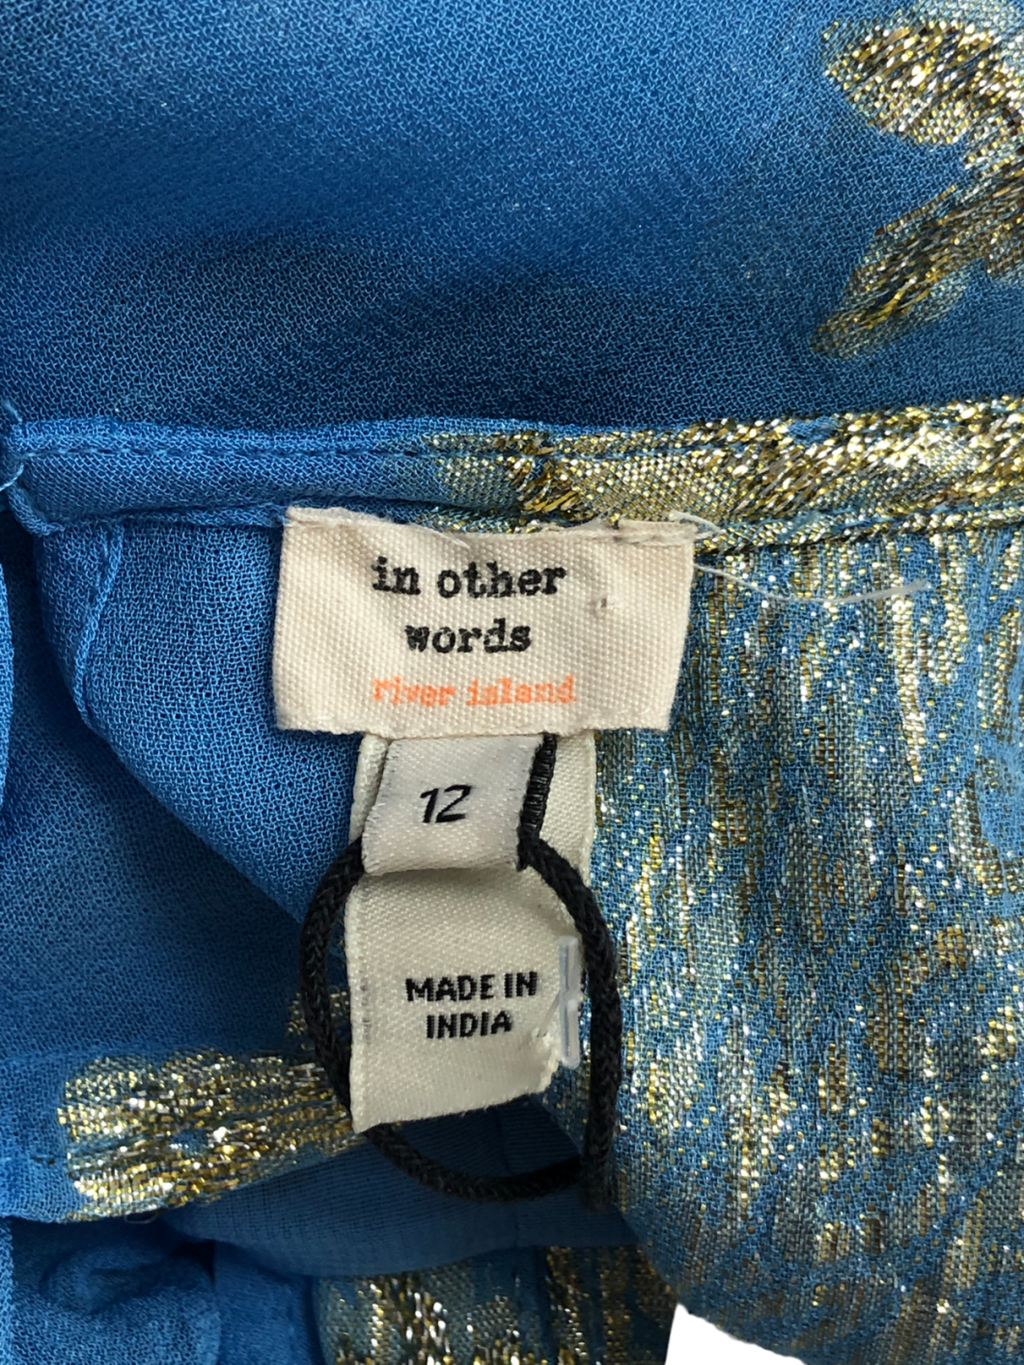 in other
words
river island
12
MADE IN
INDIA